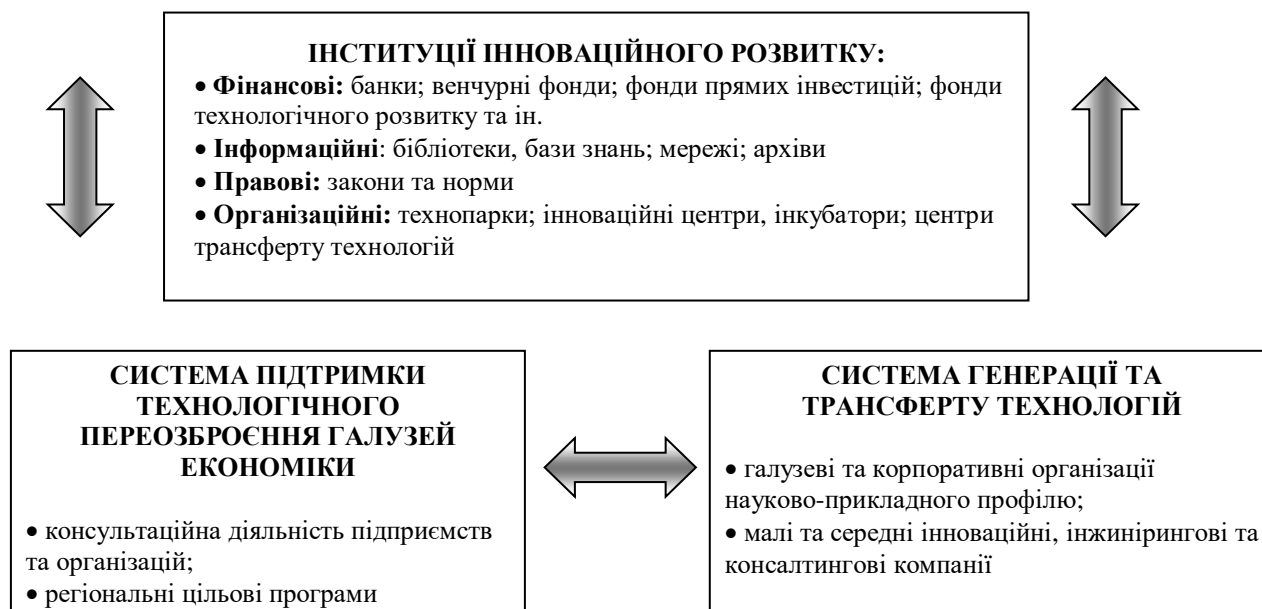 ІНСТИТУЦІЇ ІННОВАЦІЙНОГО РОЗВИТКУ:
• Фінансові: банки; венчурні фонди; фонди прямих інвестицій; фонди
технологічного розвитку та ін.
• Інформаційні: бібліотеки, бази знань; мережі; архіви
• Правові: закони та норми
• Організаційні: технопарки; інноваційні центри, інкубатори; центри
трансферту технологій
СИСТЕМА ПІДТРИМКИ
ТЕХНОЛОГІЧНОГО
ПЕРЕОЗБРОЄННЯ ГАЛУЗЕЙ
ЕКОНОМІКИ
• консультаційна діяльність підприємств
та організацій;
• регіональні цільові програми
СИСТЕМА ГЕНЕРАЦІЇ ТА
ТРАНСФЕРТУ ТЕХНОЛОГІЙ
• галузеві та корпоративні організації
науково-прикладного профілю;
• малі та середні інноваційні, інжинірингові та
консалтингові компанії